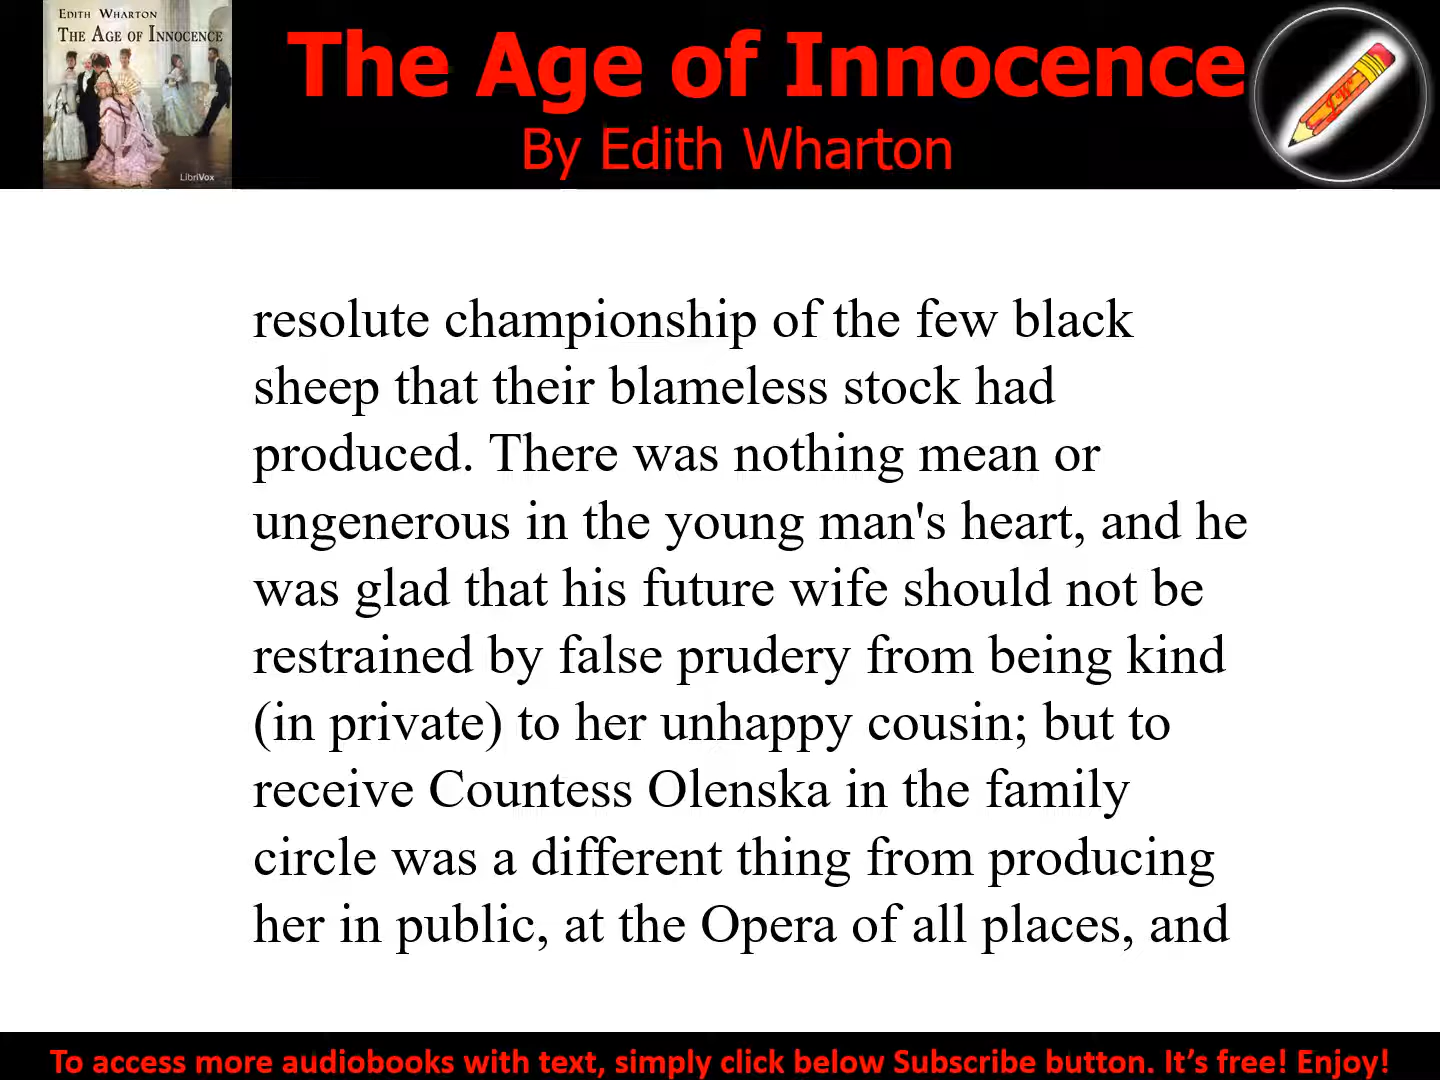 EDITH WHARTON
THE AGE OF INNOCENCE
LibriVox
The Age of Innocence
By Edith Wharton
resolute championship of the few black
sheep that their blameless stock had
produced. There was nothing mean or
ungenerous in the young man's heart, and he
was glad that his future wife should not be
restrained by false prudery from being kind
(in private) to her unhappy cousin; but to
receive Countess Olenska in the family
circle was a different thing from producing
her in public, at the Opera of all places, and
To access more audiobooks with text, simply click below Subscribe button. It’s free! Enjoy!